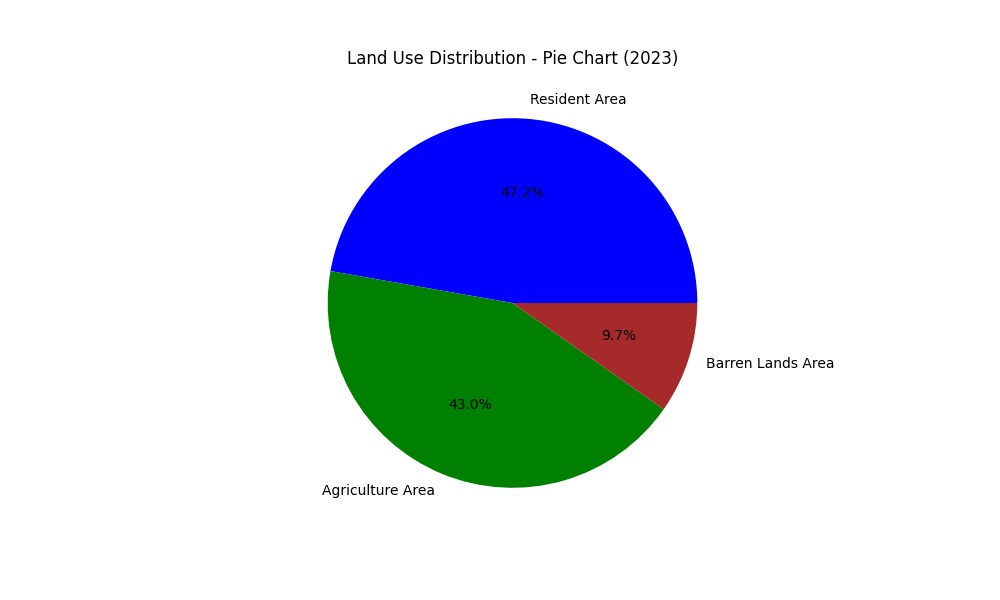 Land Use Distribution - Pie Chart (2023)
Resident Area
47.2%
9.7%
Barren Lands Area
43.0%
Agriculture Area